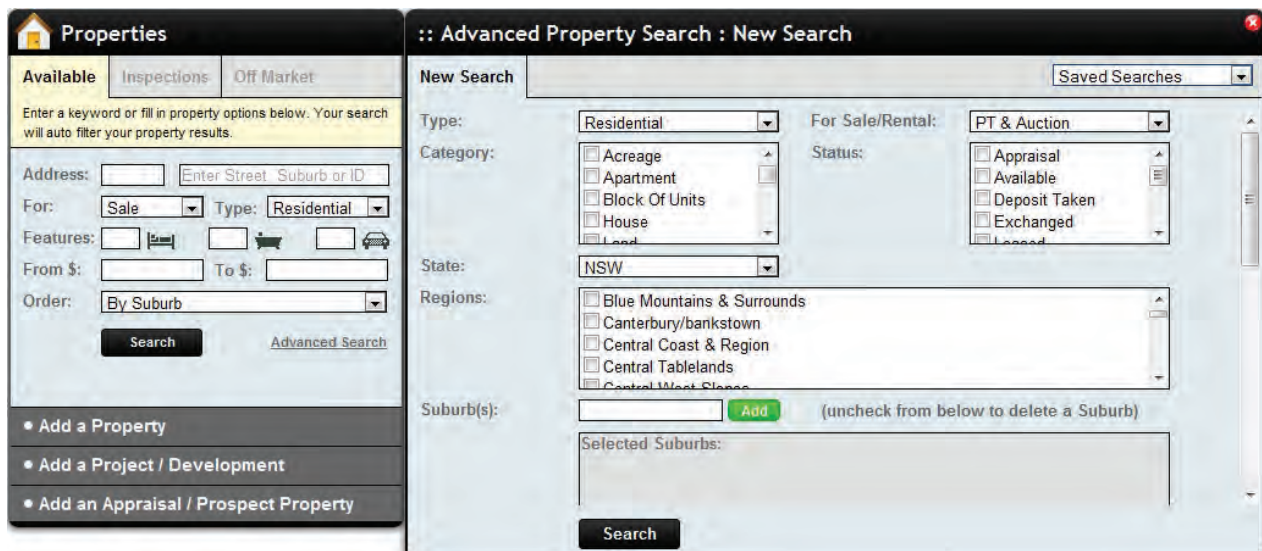 Properties
Available Inspections Off Market
Enter a keyword or fill in property options below. Your search
will auto filter your property results.
Address: Enter Street Suburb or ID
For: Sale Type: Residential
Features:
From $: To $:
Order: By Suburb
Search Advanced Search
Add a Property
Add a Project / Development
Add an Appraisal / Prospect Property
:: Advanced Property Search : New Search
New Search Saved Searches
Type: Residential For Sale/Rental: PT & Auction
Category: Status:
Acreage
Apartment
Block Of Units
House
Land
Appraisal
Available
Deposit Taken
Exchanged
Leased
State: NSW
Regions:
Blue Mountains & Surrounds
Canterbury/bankstown
Central Coast & Region
Central Tablelands
Central West Slopes
Suburb(s): Add (uncheck from below to delete a Suburb)
Selected Suburbs:
Search